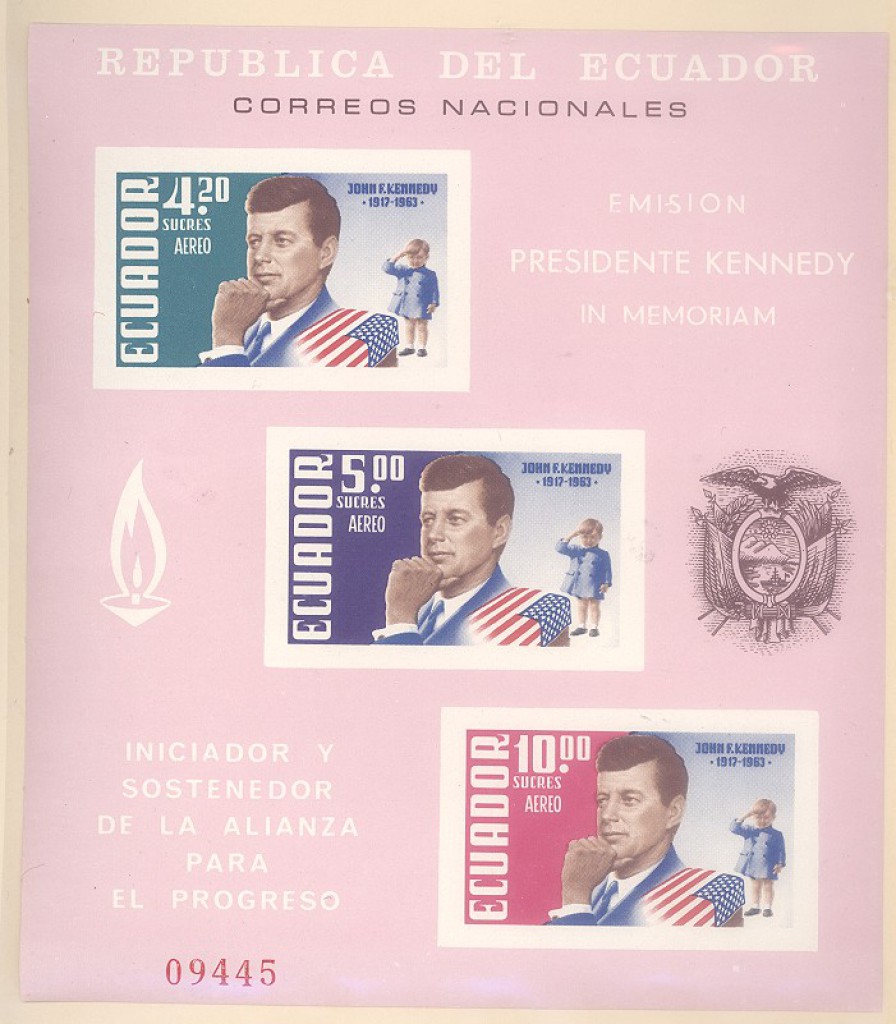 REPUBLICA DEL ECUADOR
CORREOS NACIONALES
ECUADOR
4.20
SUCRES
AEREO
JOHN F. KENNEDY
·1917-1963·
EMISION
PRESIDENTE KENNEDY
IN MEMORIAM
ECUADOR
5.00
SUCRES
AEREO
JOHN F. KENNEDY
·1917-1963·
ECUADOR
10.00
SUCRES
AEREO
JOHN F. KENNEDY
·1917-1963·
INICIADOR Y
SOSTENEDOR
DE LA ALIANZA
PARA
EL PROGRESO
09445